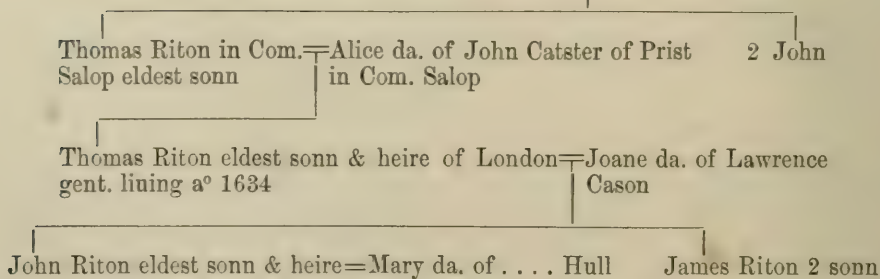 Thomas Riton in Com.=Alice da. of John Catster of Prist 2 John
Salop eldest sonn in Com. Salop
Thomas Riton eldest sonn & heire of London=Joane da. of Lawrence
gent. liuing aº 1634 Cason
John Riton eldest sonn & heire=Mary da. of .... Hull James Riton 2 sonn